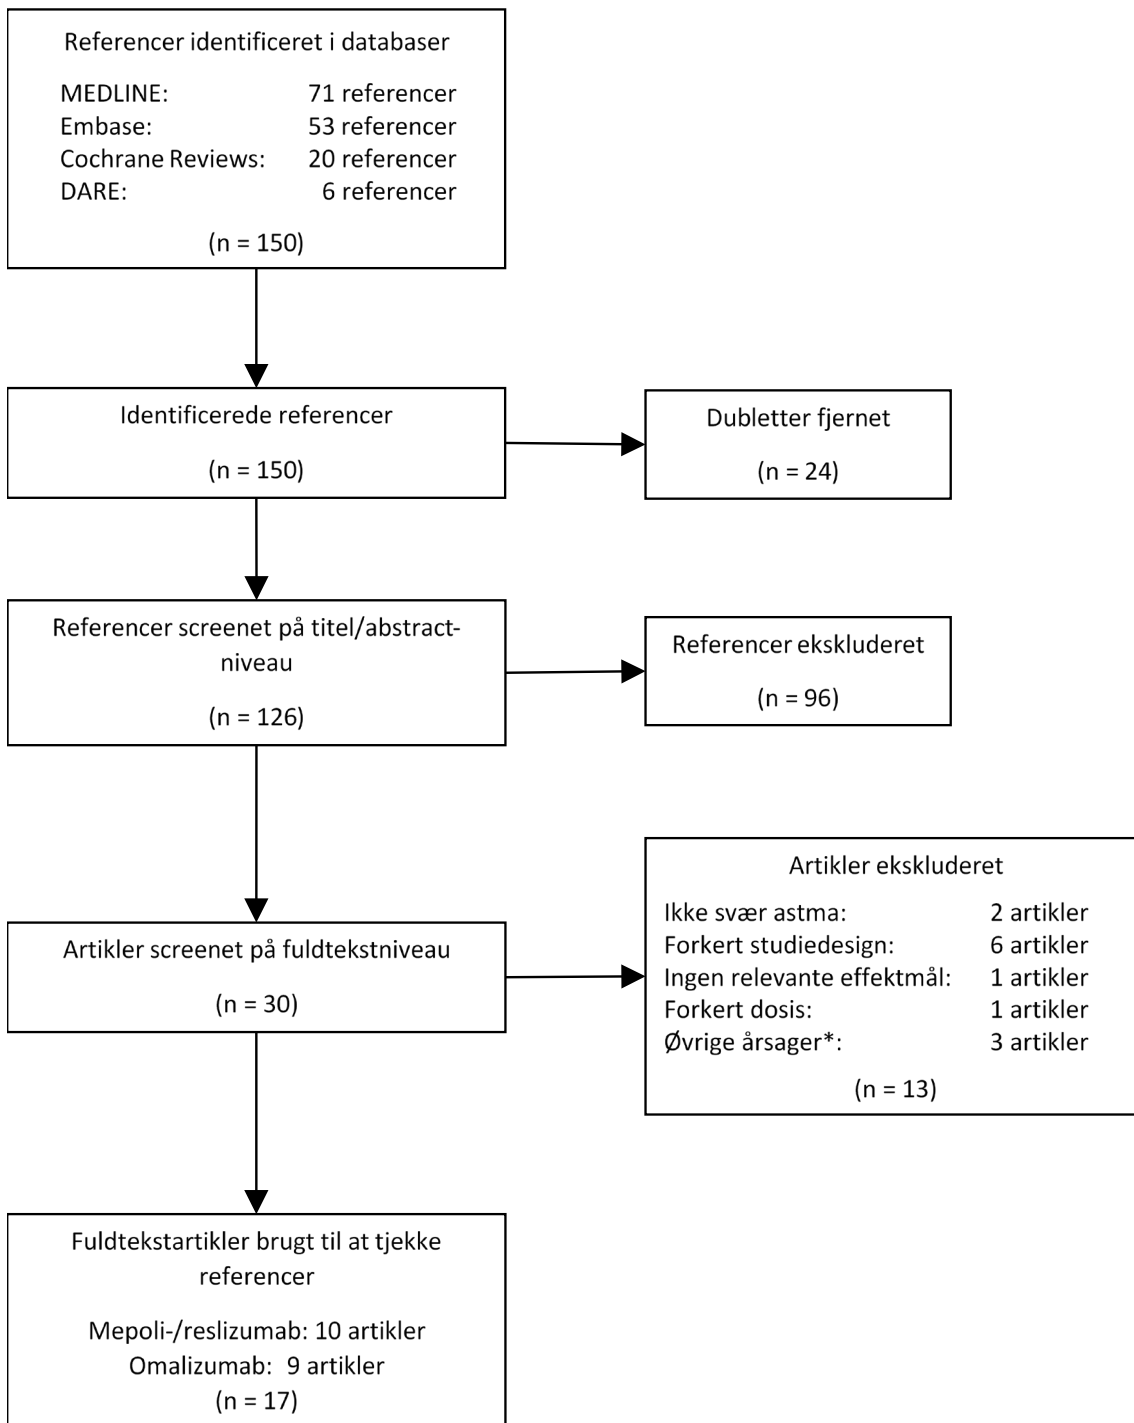 Referencer identificeret i databaser
MEDLINE: 71 referencer
Embase: 53 referencer
Cochrane Reviews: 20 referencer
DARE: 6 referencer
(n = 150)
Identificerede referencer
(n = 150)
Dubletter fjernet
(n = 24)
Referencer screenet på titel/abstract-
niveau
(n = 126)
Referencer ekskluderet
(n = 96)
Artikler screenet på fuldtekstniveau
(n = 30)
Artikler ekskluderet
Ikke svær astma: 2 artikler
Forkert studiedesign: 6 artikler
Ingen relevante effektmål: 1 artikler
Forkert dosis: 1 artikler
Øvrige årsager*: 3 artikler
(n = 13)
Fuldtekstartikler brugt til at tjekke
referencer
Mepoli-/reslizumab: 10 artikler
Omalizumab: 9 artikler
(n = 17)